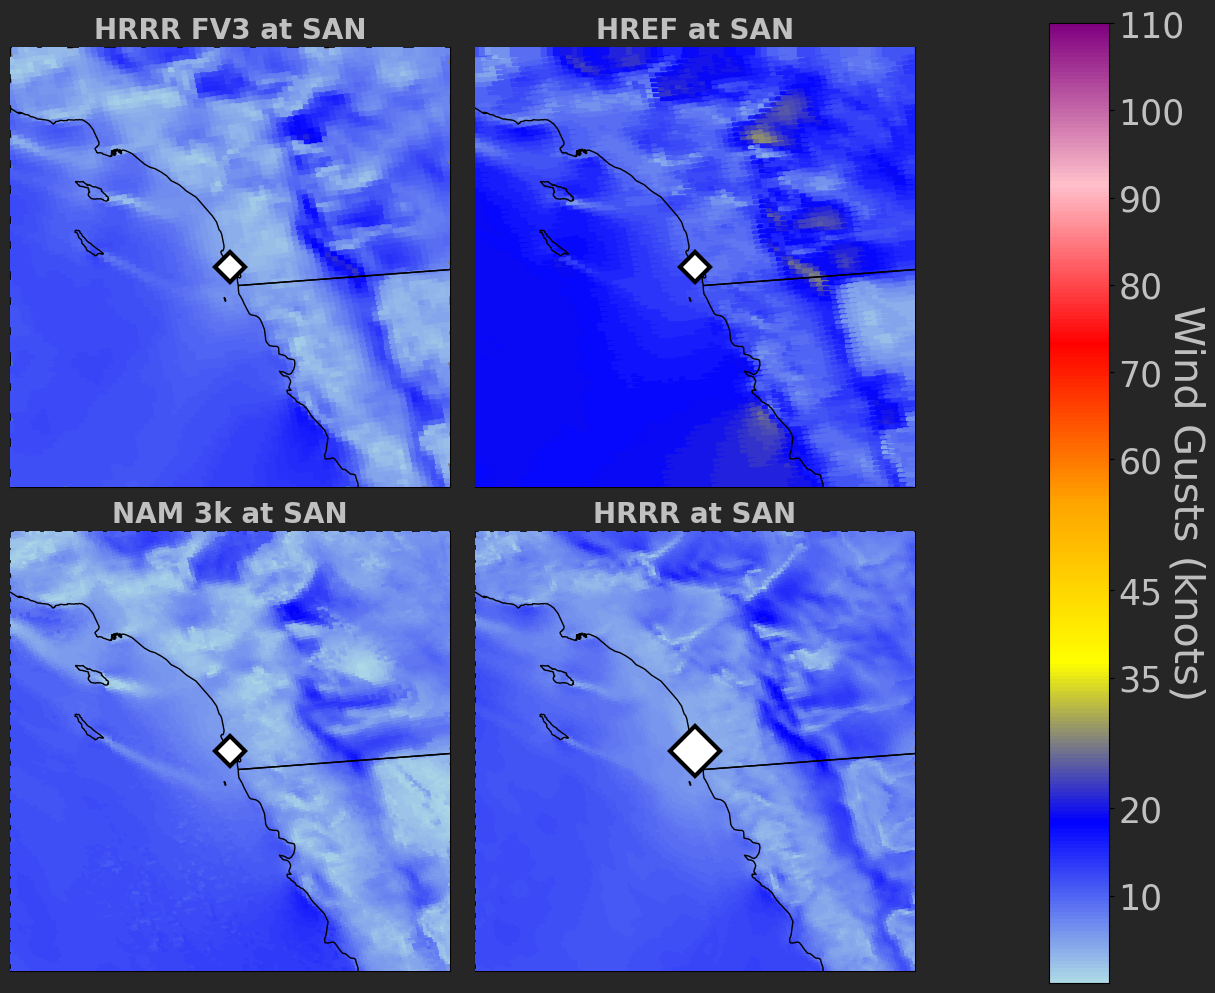 HRRR FV3 at SAN
HREF at SAN
NAM 3k at SAN
HRRR at SAN
110
100
90
80
70
60
45
35
20
10
Wind Gusts (knots)